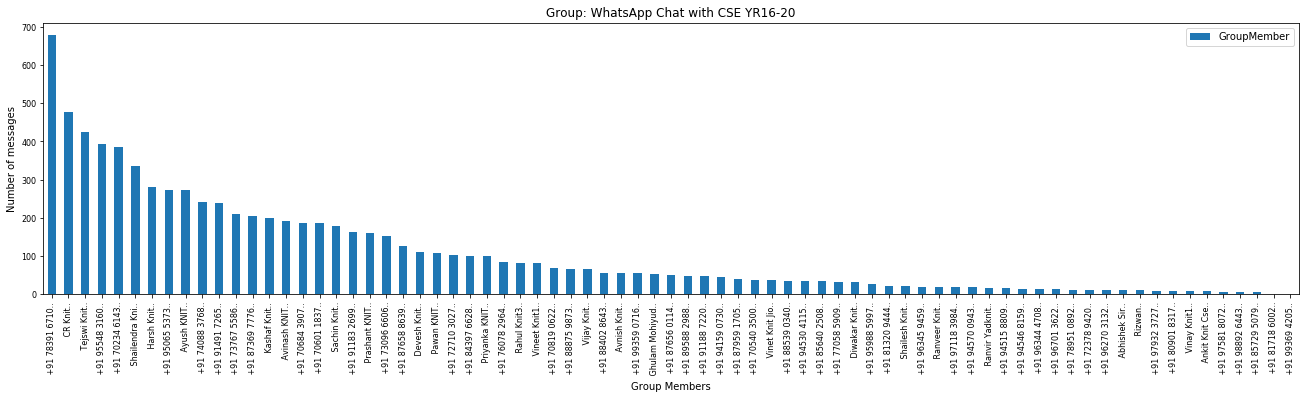 Group: WhatsApp Chat with CSE YR16-20
GroupMember
Number of messages
700
600
500
400
300
200
100
0
+91 78391 6710..
CR Knit..
Tejswi Knit..
+91 95548 3160..
+91 70234 6143..
Shailendra Kni..
Harsh Knit..
+91 95065 5373..
Ayush KNIT..
+91 74088 3768..
+91 91491 7265..
+91 73767 5586..
+91 87369 7776..
Kashaf Knit..
Avinash KNIT..
+91 70684 3907..
+91 70601 1837..
Sachin Knit..
+91 91183 2699..
Prashant KNIT..
+91 73096 6606..
+91 87658 8639..
Devesh Knit..
Pawan KNIT..
+91 72710 3027..
+91 84397 6628..
Priyanka KNIT..
+91 76078 2964..
Rahul Knit3..
Vineet Knit1..
+91 70819 0622..
+91 88875 9873..
Vijay Knit..
+91 88402 8643..
Avnish Knit..
+91 99359 0716..
Ghulam Mohiyud..
+91 87656 0114..
+91 89588 2988..
+91 91188 7220..
+91 94159 0730..
+91 87959 1705..
+91 70540 3500..
Vinet Knit Jio..
+91 88539 0340..
+91 94530 4115..
+91 85640 2508..
+91 77058 5909..
Diwakar Knit..
+91 95988 5997..
+91 81320 9444..
Shailesh Knit..
+91 96345 9459..
Ranveer Knit..
+91 97118 3984..
+91 94570 0943..
Ranvir Yadknit..
+91 94515 8809..
+91 94546 8159..
+91 96344 4708..
+91 96701 3622..
+91 78951 0892..
+91 72378 9420..
+91 96270 3132..
Abhishek Sir..
Rizwan..
+91 97932 3727..
+91 80901 8317..
Vinay Knit1..
Ankit Knit Cse..
+91 97581 8072..
+91 98892 6443..
+91 85729 5079..
+91 81718 6002..
+91 99369 4205..
Group Members